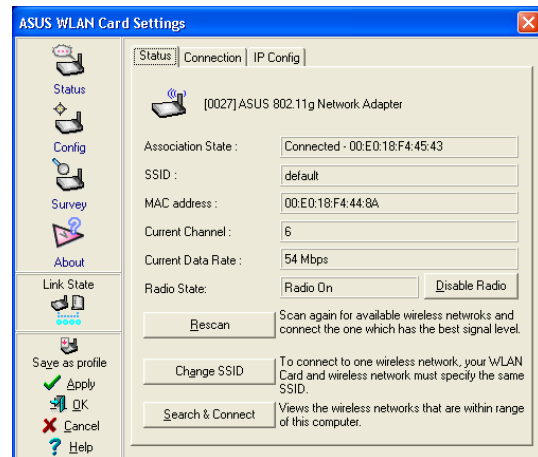 ASUS WLAN Card Settings
Status
Config
Survey
About
Link State
Save as profile
Apply
OK
Cancel
Help
Status Connection IP Config
[0027] ASUS 802.11g Network Adapter
Association State : Connected - 00:E0:18:F4:45:43
SSID : default
MAC address : 00:E0:18:F4:44:8A
Current Channel : 6
Current Data Rate : 54 Mbps
Radio State: Radio On Disable Radio
Rescan
Scan again for available wireless netwroks and
connect the one which has the best signal level.
Change SSID
To connect to one wireless network, your WLAN
Card and wireless network must specify the same
SSID.
Search & Connect
Views the wireless networks that are within range
of this computer.